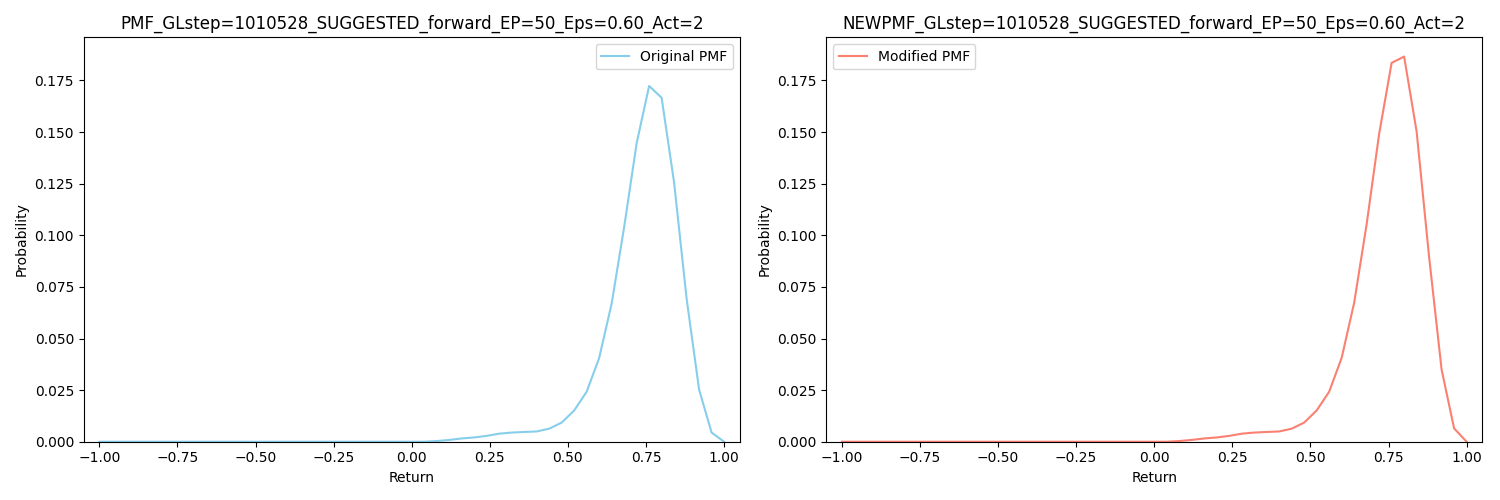 PMF_GLstep=1010528_SUGGESTED_forward_EP=50_Eps=0.60_Act=2
Original PMF
0.175
0.150
0.125
0.100
0.075
0.050
0.025
0.000
Probability
−1.00 −0.75 −0.50 −0.25 0.00 0.25 0.50 0.75 1.00
Return
NEWPMF_GLstep=1010528_SUGGESTED_forward_EP=50_Eps=0.60_Act=2
Modified PMF
0.175
0.150
0.125
0.100
0.075
0.050
0.025
0.000
Probability
−1.00 −0.75 −0.50 −0.25 0.00 0.25 0.50 0.75 1.00
Return